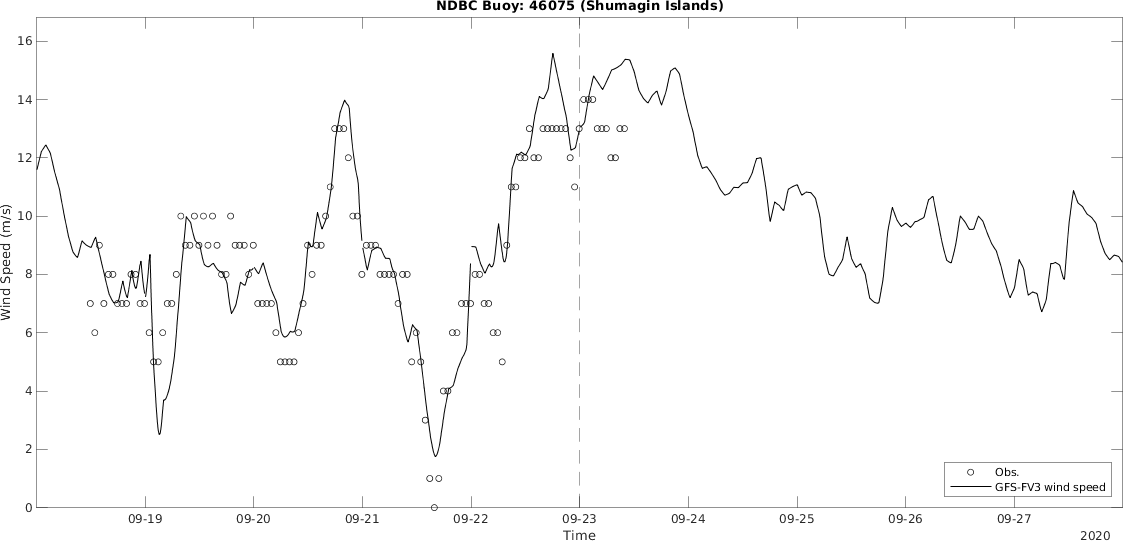 NDBC Buoy: 46075 (Shumagin Islands)
16
14
12
10
8
6
4
2
0
Wind Speed (m/s)
Obs.
GFS-FV3 wind speed
09-19 09-20 09-21 09-22 09-23 09-24 09-25 09-26 09-27
Time
2020